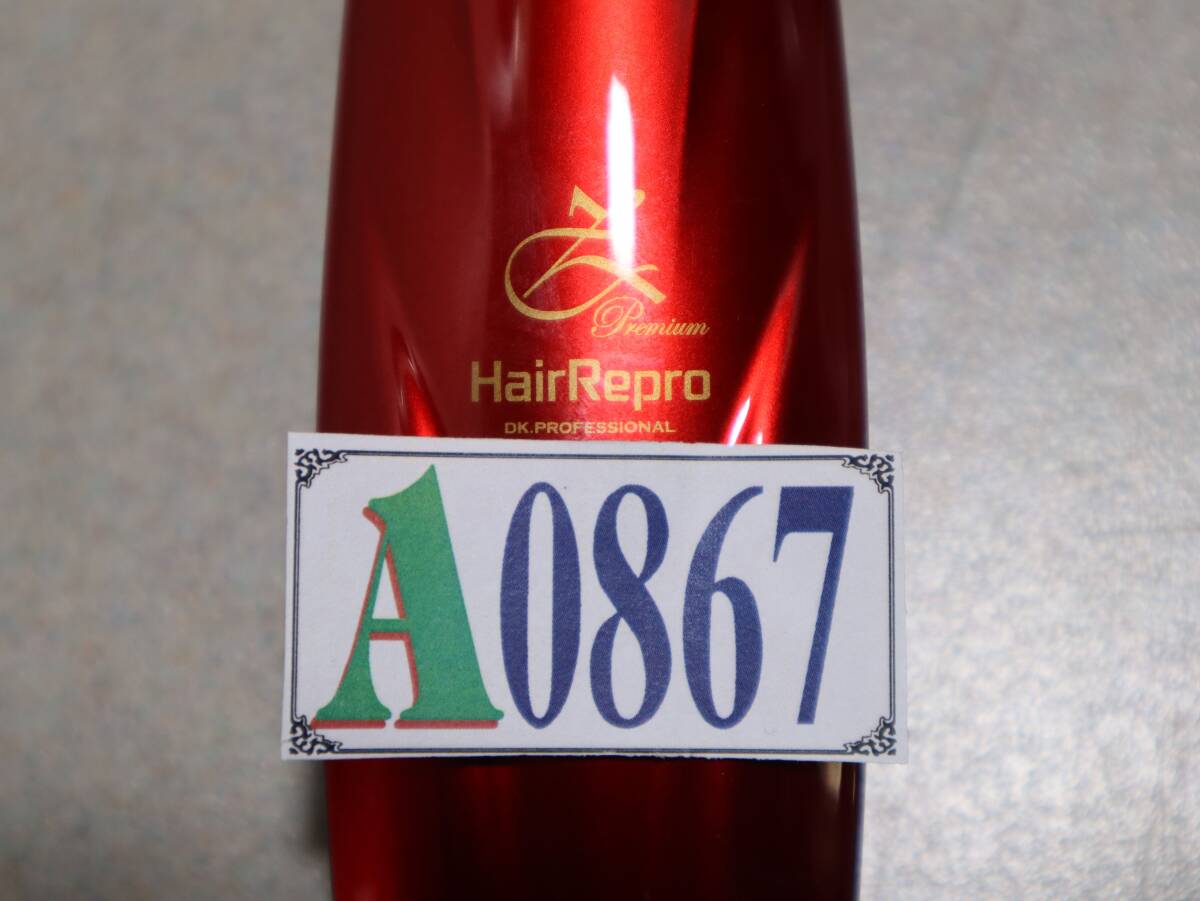 Z
Premium
HairRepro
DK.PROFESSIONAL
A0867